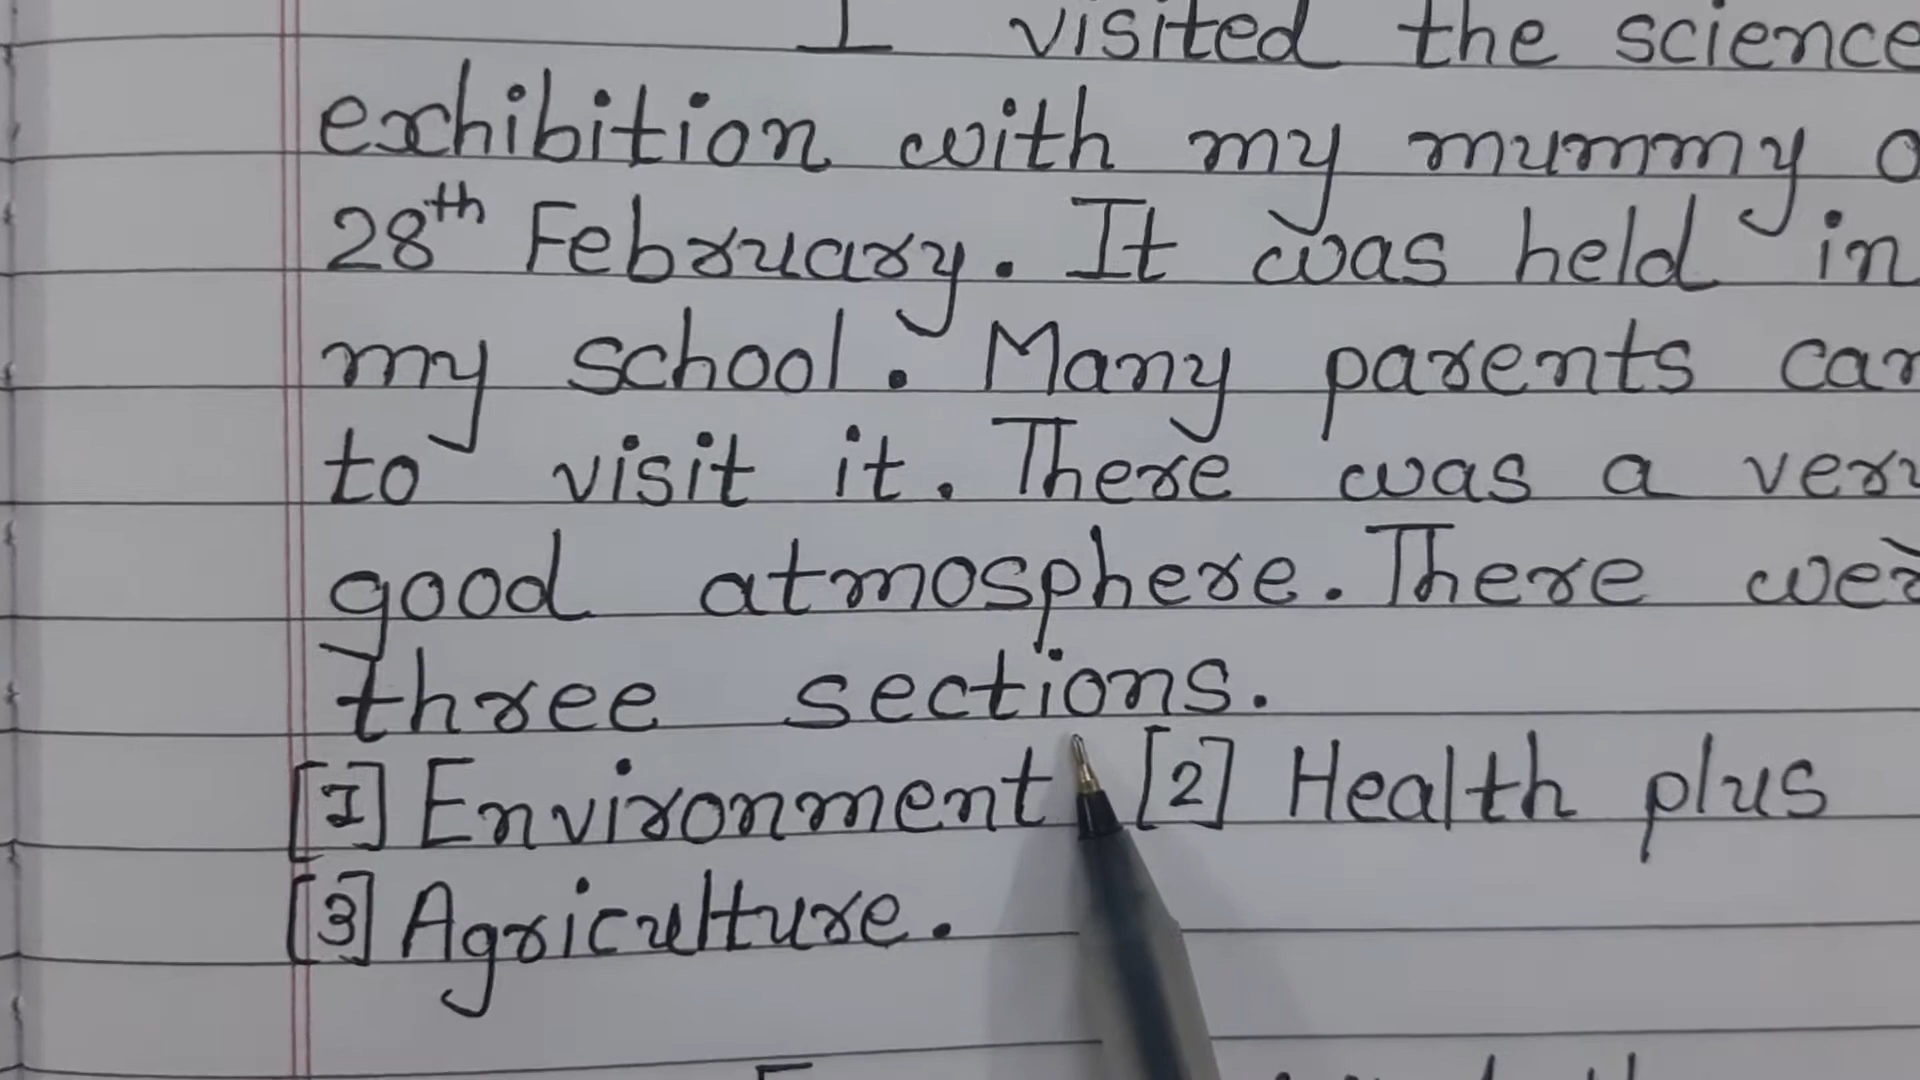 I visited the science
exhibition with my mummy
28th February. It was held in
my school. Many parents
to visit it. There was a
good atmosphere. There
three sections.
[1] Environment [2] Health plus
[3] Agriculture.